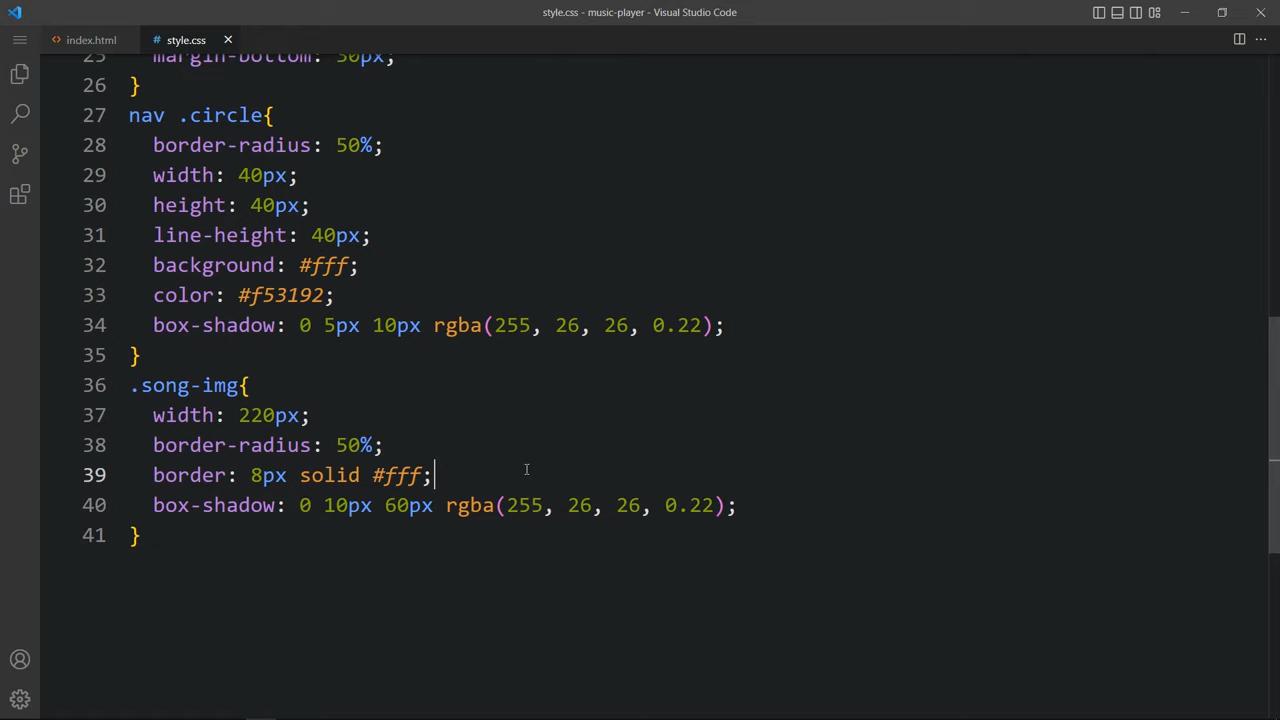 style.css - music-player - Visual Studio Code
index.html
style.css
25 margin-bottom: 30px;
26 }
27 nav .circle{
28 border-radius: 50%;
29 width: 40px;
30 height: 40px;
31 line-height: 40px;
32 background: #fff;
33 color: #f53192;
34 box-shadow: 0 5px 10px rgba(255, 26, 26, 0.22);
35 }
36 .song-img{
37 width: 220px;
38 border-radius: 50%;
39 border: 8px solid #fff;
40 box-shadow: 0 10px 60px rgba(255, 26, 26, 0.22);
41 }